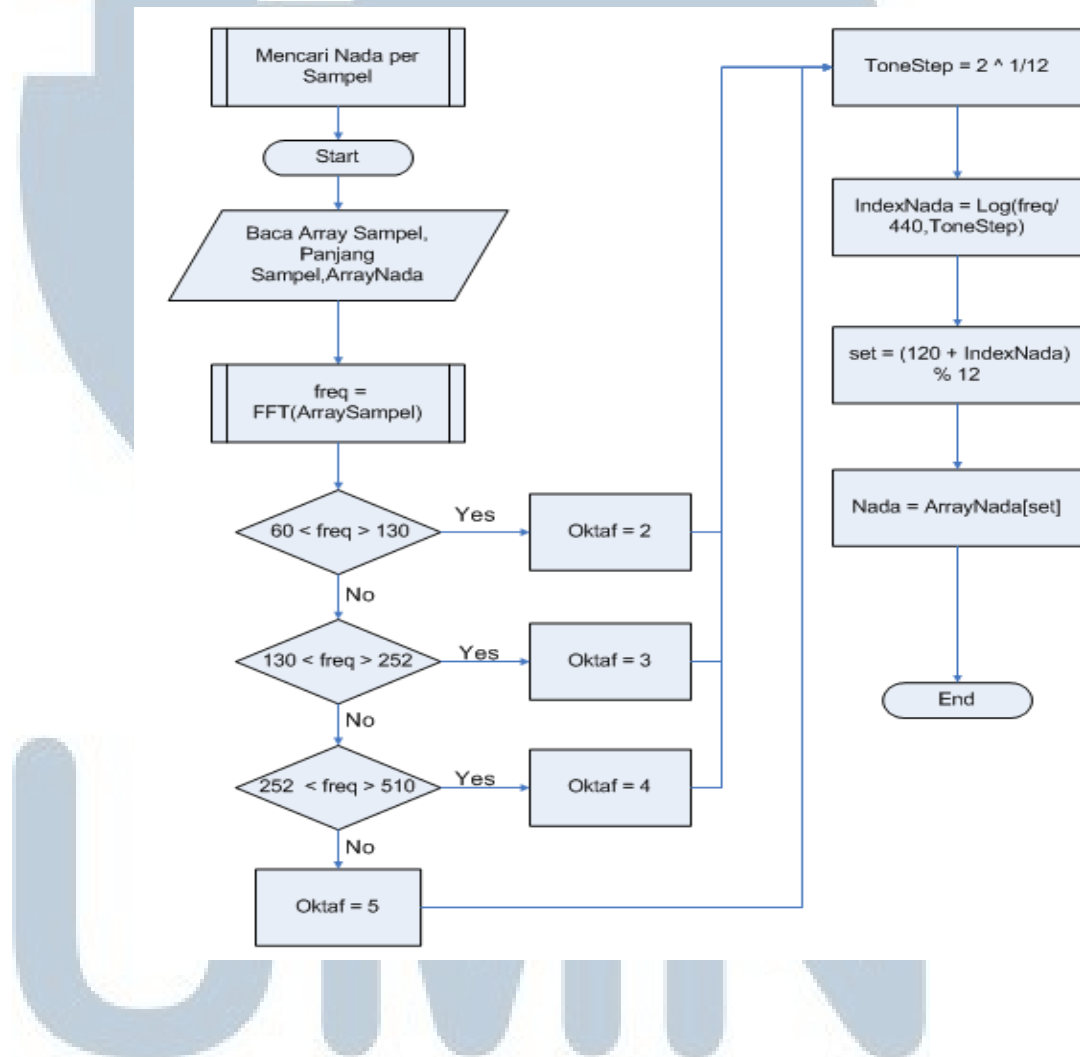 Mencari Nada per
Sampel
Start
Baca Array Sampel,
Panjang
Sampel,ArrayNada
freq =
FFT(ArraySampel)
60 < freq > 130
Yes
Oktaf = 2
No
130 < freq > 252
Yes
Oktaf = 3
No
252 < freq > 510
Yes
Oktaf = 4
No
Oktaf = 5
ToneStep = 2 ^ 1/12
IndexNada = Log(freq/
440,ToneStep)
set = (120 + IndexNada)
% 12
Nada = ArrayNada[set]
End
UMN